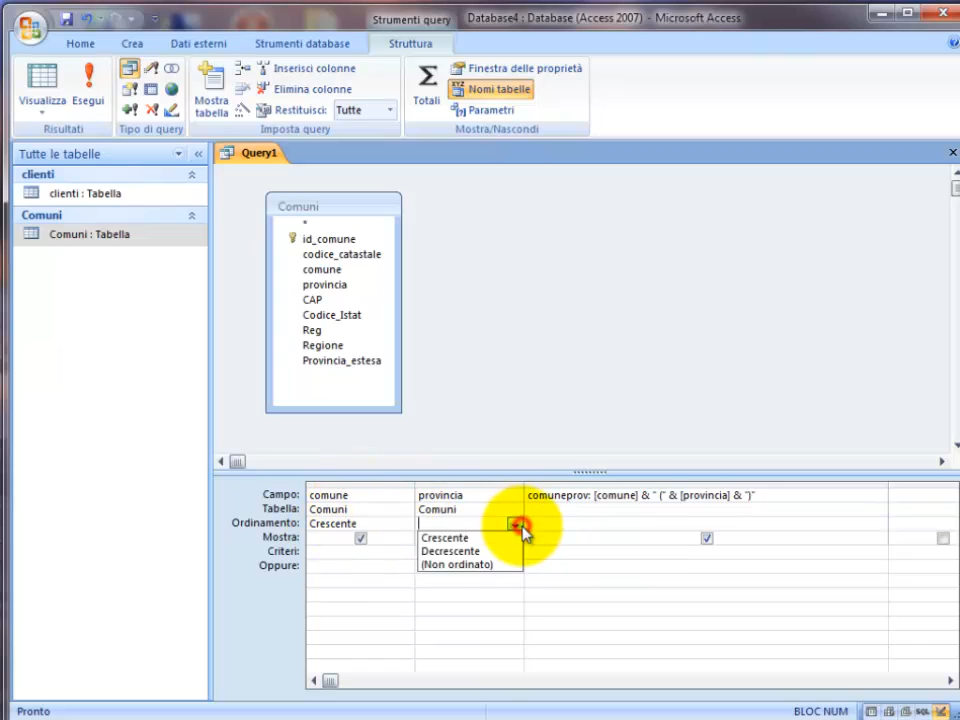 Strumenti query
Database4 : Database (Access 2007) - Microsoft Access
Home
Crea
Dati esterni
Strumenti database
Struttura
Visualizza
Esegui
Risultati
Tipo di query
Mostra
tabella
Inserisci colonne
Elimina colonne
Restituisci: Tutte
Imposta query
Σ
Totali
Finestra delle proprietà
Nomi tabelle
Parametri
Mostra/Nascondi
Tutte le tabelle
«
clienti
clienti : Tabella
Comuni
Comuni : Tabella
Query1
Comuni
*
id_comune
codice_catastale
comune
provincia
CAP
Codice_Istat
Reg
Regione
Provincia_estesa
Campo: comune provincia comuneprov: [comune] & " (" & [provincia] & ")"
Tabella: Comuni Comuni
Ordinamento: Crescente
Mostra:
Criteri:
Oppure:
Crescente
Decrescente
(Non ordinato)
Pronto
BLOC NUM
SQL